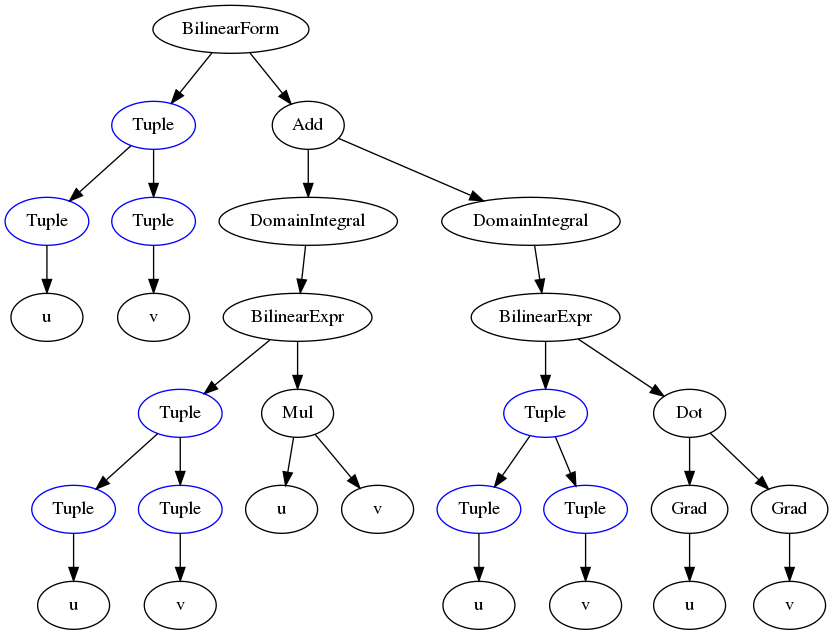 BilinearForm
Tuple
Add
Tuple
Tuple
DomainIntegral
DomainIntegral
u
v
BilinearExpr
BilinearExpr
Tuple
Mul
Tuple
Dot
Tuple
Tuple
u
v
Tuple
Tuple
Grad
Grad
u
v
u
v
u
v